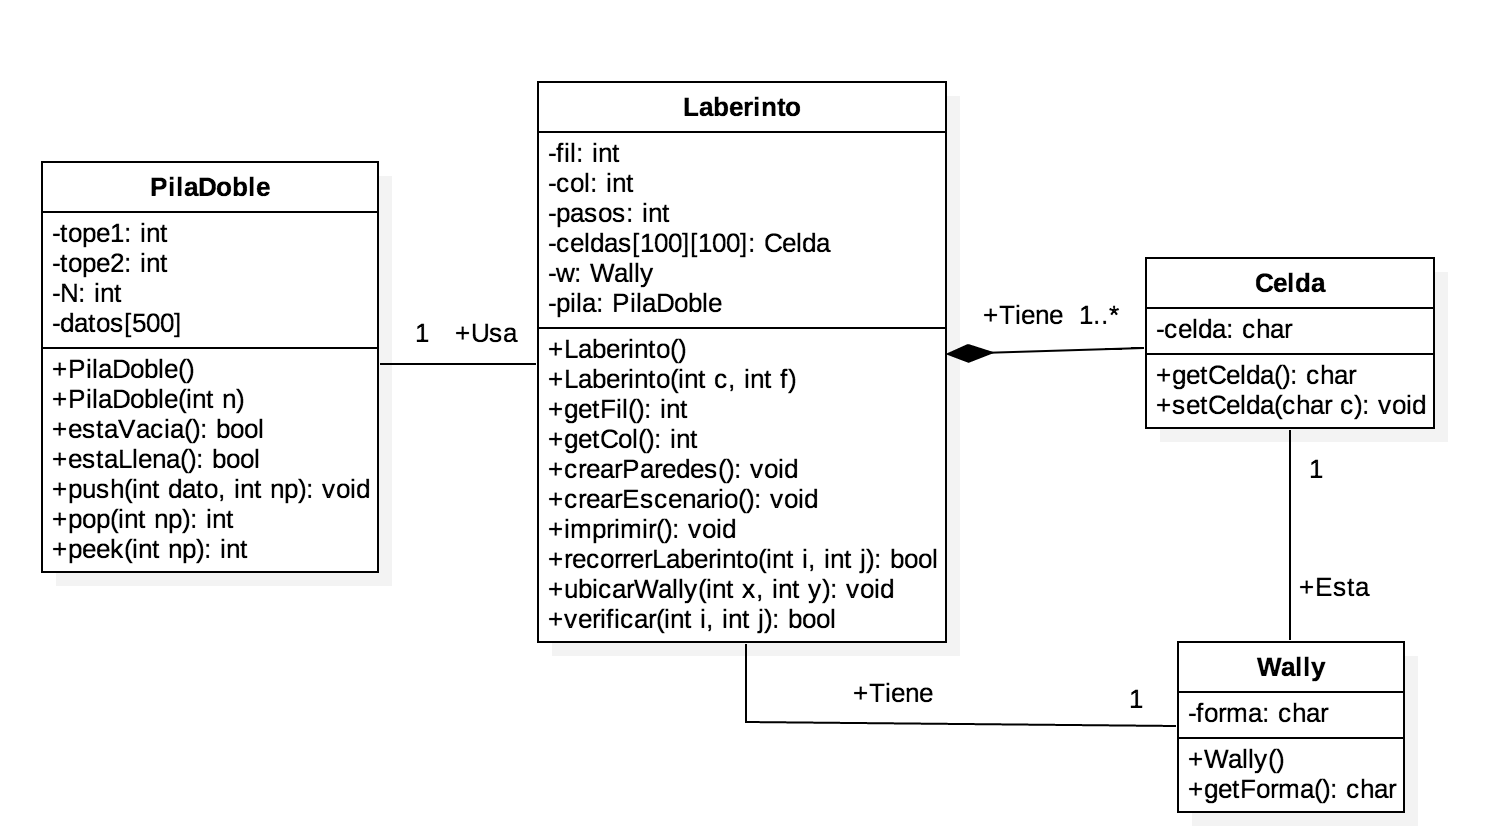 PilaDoble
-tope1: int
-tope2: int
-N: int
-datos[500]
+PilaDoble()
+PilaDoble(int n)
+estaVacia(): bool
+estaLlena(): bool
+push(int dato, int np): void
+pop(int np): int
+peek(int np): int
1 +Usa
Laberinto
-fil: int
-col: int
-pasos: int
-celdas[100][100]: Celda
-w: Wally
-pila: PilaDoble
+Laberinto()
+Laberinto(int c, int f)
+getFil(): int
+getCol(): int
+crearParedes(): void
+crearEscenario(): void
+imprimir(): void
+recorrerLaberinto(int i, int j): bool
+ubicarWally(int x, int y): void
+verificar(int i, int j): bool
+Tiene 1..*
Celda
-celda: char
+getCelda(): char
+setCelda(char c): void
1
+Esta
+Tiene 1
Wally
-forma: char
+Wally()
+getForma(): char